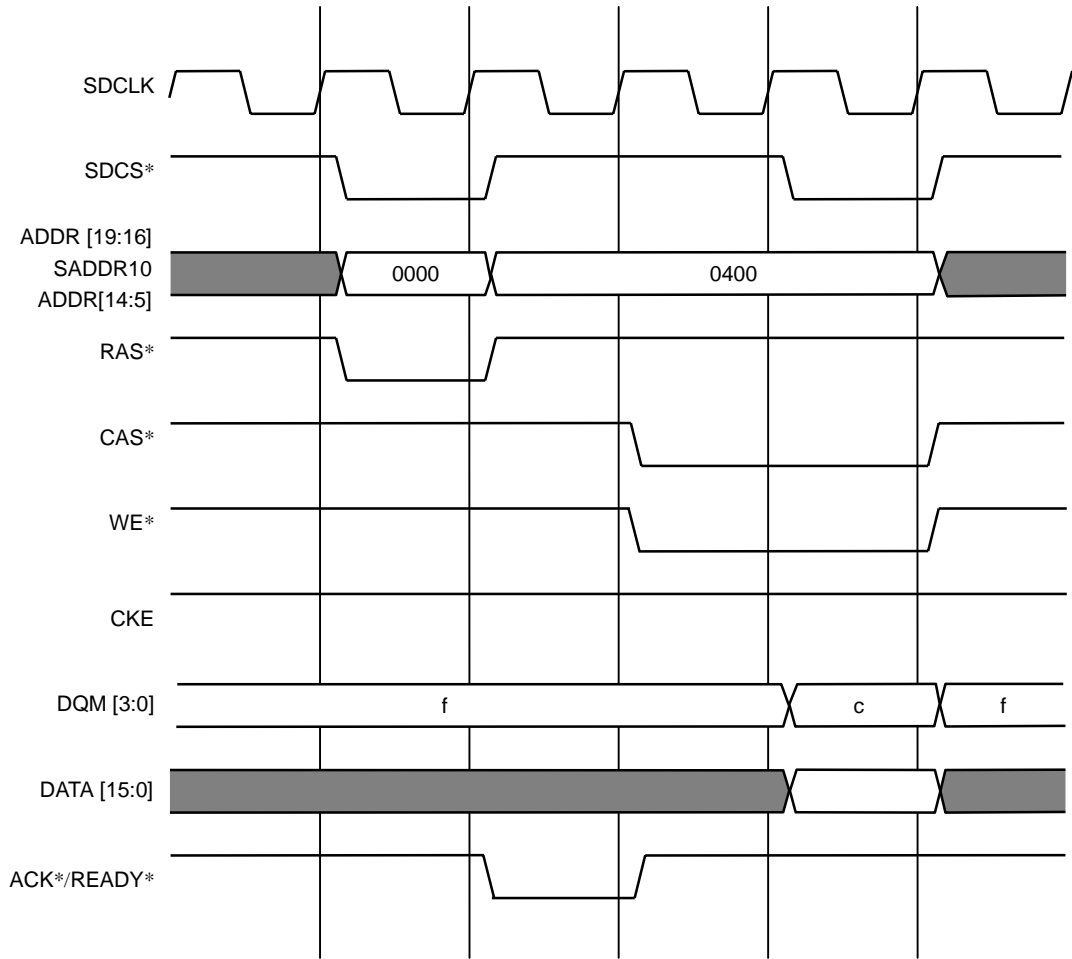 SDCLK
SDCS*
ADDR [19:16]
SADDR10
ADDR[14:5]
0000
0400
RAS*
CAS*
WE*
CKE
DQM [3:0]
f
c
f
DATA [15:0]
ACK*/READY*